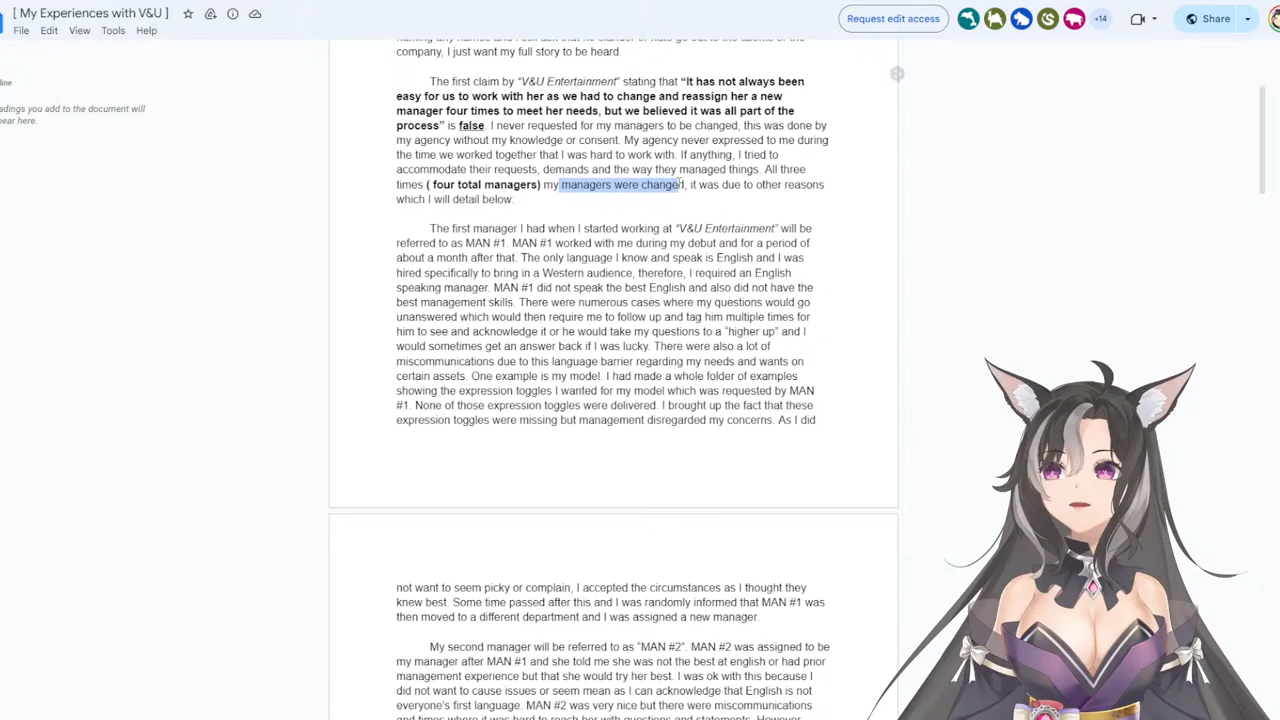 [ My Experiences with V&U ]
File Edit View Tools Help
Request edit access
+14
Share
line
adings you add to the document will
pear here.
company, I just want my full story to be heard.
The first claim by “V&U Entertainment” stating that “It has not always been
easy for us to work with her as we had to change and reassign her a new
manager four times to meet her needs, but we believed it was all part of the
process” is false. I never requested for my managers to be changed, this was done by
my agency without my knowledge or consent. My agency never expressed to me during
the time we worked together that I was hard to work with. If anything, I tried to
accommodate their requests, demands and the way they managed things. All three
times ( four total managers) my managers were changed, it was due to other reasons
which I will detail below.
The first manager I had when I started working at “V&U Entertainment” will be
referred to as MAN #1. MAN #1 worked with me during my debut and for a period of
about a month after that. The only language I know and speak is English and I was
hired specifically to bring in a Western audience, therefore, I required an English
speaking manager. MAN #1 did not speak the best English and also did not have the
best management skills. There were numerous cases where my questions would go
unanswered which would then require me to follow up and tag him multiple times for
him to see and acknowledge it or he would take my questions to a “higher up” and I
would sometimes get an answer back if I was lucky. There were also a lot of
miscommunications due to this language barrier regarding my needs and wants on
certain assets. One example is my model. I had made a whole folder of examples
showing the expression toggles I wanted for my model which was requested by MAN
#1. None of those expression toggles were delivered. I brought up the fact that these
expression toggles were missing but management disregarded my concerns. As I did
not want to seem picky or complain, I accepted the circumstances as I thought they
knew best. Some time passed after this and I was randomly informed that MAN #1 was
then moved to a different department and I was assigned a new manager.
My second manager will be referred to as “MAN #2”. MAN #2 was assigned to be
my manager after MAN #1 and she told me she was not the best at english or had prior
management experience but that she would try her best. I was ok with this because I
did not want to cause issues or seem mean as I can acknowledge that English is not
everyone’s first language. MAN #2 was very nice but there were miscommunications
and times where it was hard to reach her with questions and statements. However